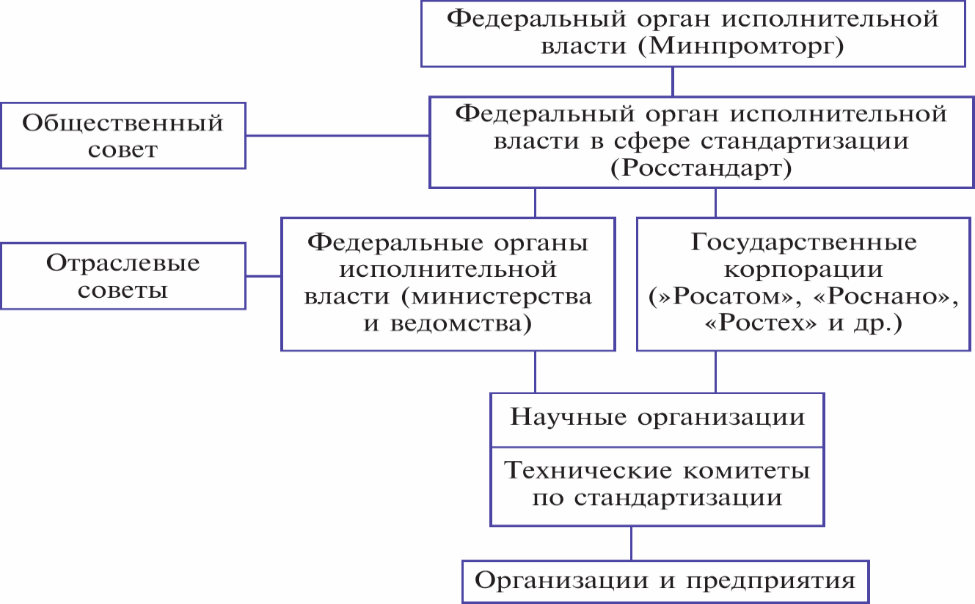 Федеральный орган исполнительной
власти (Минпромторг)
Общественный
совет
Федеральный орган исполнительной
власти в сфере стандартизации
(Росстандарт)
Отраслевые
советы
Федеральные органы
исполнительной
власти (министерства
и ведомства)
Государственные
корпорации
(»Росатом», «Роснано»,
«Ростех» и др.)
Научные организации
Технические комитеты
по стандартизации
Организации и предприятия